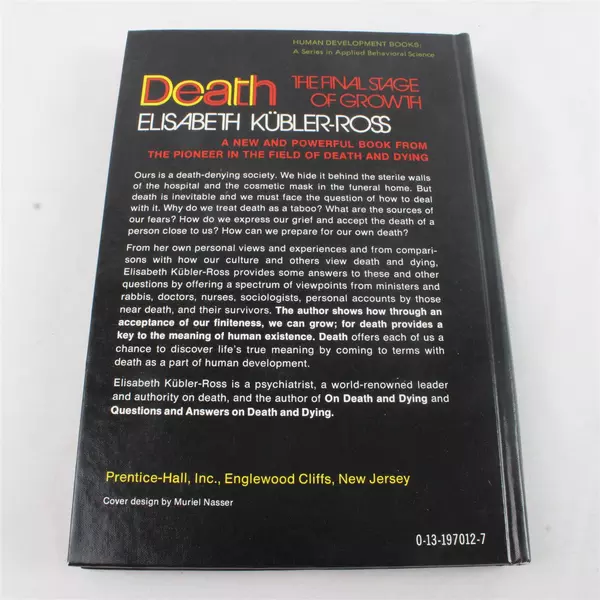 HUMAN DEVELOPMENT BOOKS:
A Series in Applied Behavioral Science
Death THE FINAL STAGE
OF GROWTH
ELISABETH KÜBLER-ROSS
A NEW AND POWERFUL BOOK FROM
THE PIONEER IN THE FIELD OF DEATH AND DYING
Ours is a death-denying society. We hide it behind the sterile walls
of the hospital and the cosmetic mask in the funeral home. But
death is inevitable and we must face the question of how to deal
with it. Why do we treat death as a taboo? What are the sources of
our fears? How do we express our grief and accept the death of a
person close to us? How can we prepare for our own death?
From her own personal views and experiences and from compari-
sons with how our culture and others view death and dying,
Elisabeth Kübler-Ross provides some answers to these and other
questions by offering a spectrum of viewpoints from ministers and
rabbis, doctors, nurses, sociologists, personal accounts by those
near death, and their survivors. The author shows how through an
acceptance of our finiteness, we can grow; for death provides a
key to the meaning of human existence. Death offers each of us a
chance to discover life's true meaning by coming to terms with
death as a part of human development.
Elisabeth Kübler-Ross is a psychiatrist, a world-renowned leader
and authority on death, and the author of On Death and Dying and
Questions and Answers on Death and Dying.
Prentice-Hall, Inc., Englewood Cliffs, New Jersey
Cover design by Muriel Nasser
0-13-197012-7